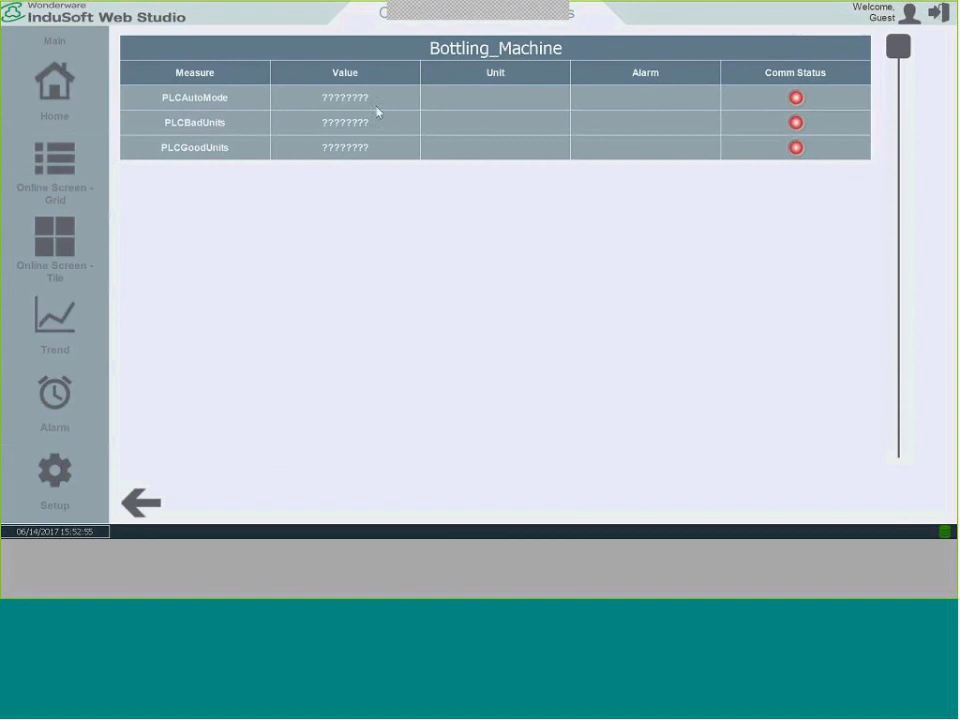 Wonderware
InduSoft Web Studio
Welcome,
Guest
Main
Home
Online Screen -
Grid
Online Screen -
Tile
Trend
Alarm
Setup
Bottling_Machine
Measure Value Unit Alarm Comm Status
PLCAutoMode ????????
PLCBadUnits ????????
PLCGoodUnits ????????
06/14/2017 15:52:55